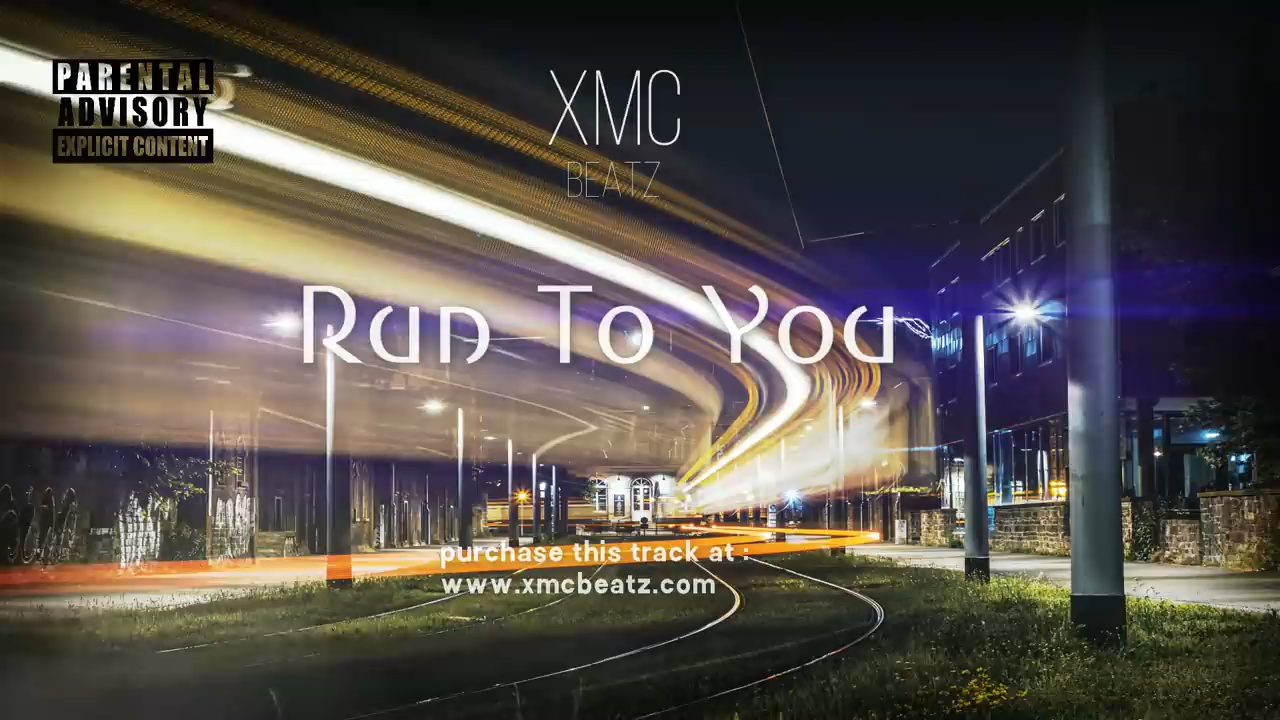 PARENTAL
ADVISORY
EXPLICIT CONTENT
XMC
BEATZ
Run To You
purchase this track at :
www.xmcbeatz.com